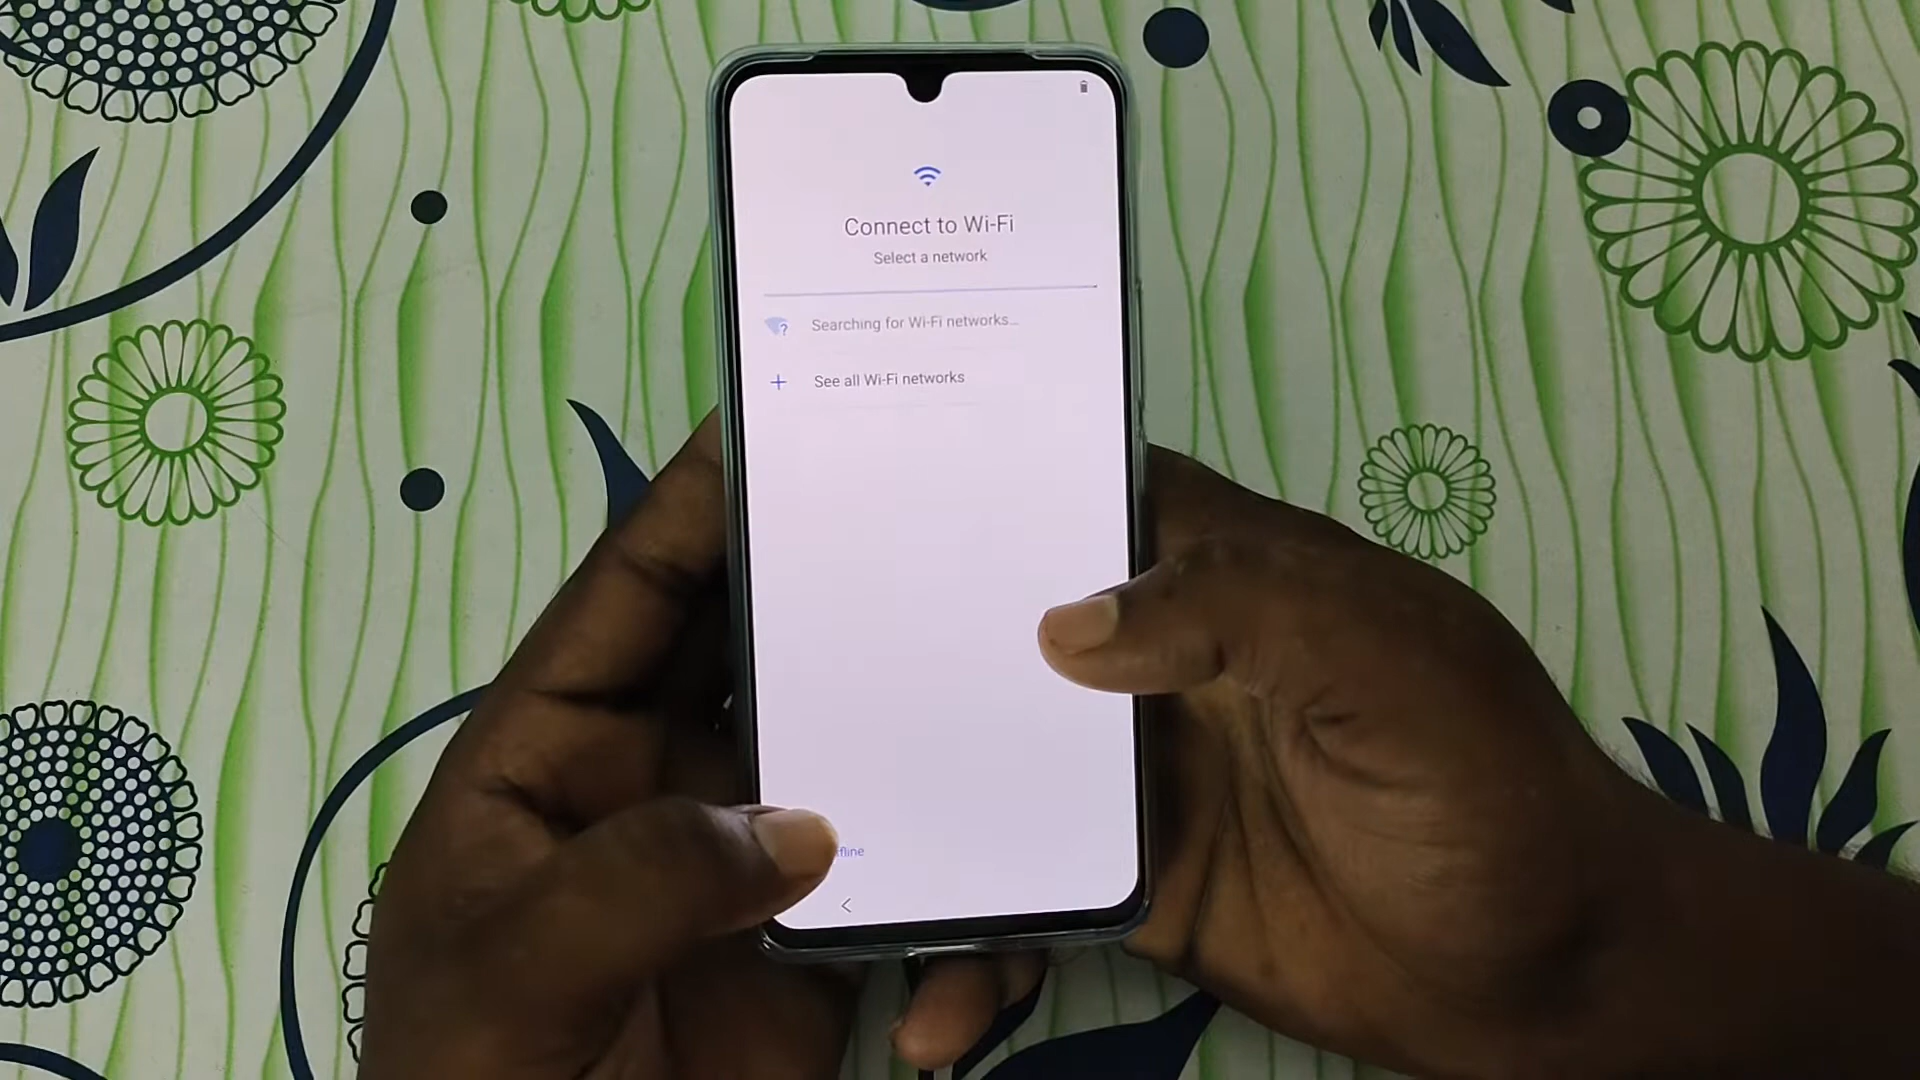 Connect to Wi-Fi
Select a network
Searching for Wi-Fi networks...
See all Wi-Fi networks